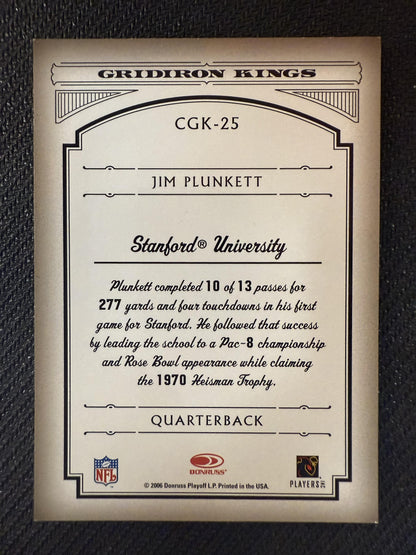 GRIDIRON KINGS
CGK-25
JIM PLUNKETT
Stanford® University
Plunkett completed 10 of 13 passes for
277 yards and four touchdowns in his first
game for Stanford. He followed that success
by leading the school to a Pac-8 championship
and Rose Bowl appearance while claiming
the 1970 Heisman Trophy.
QUARTERBACK
NFL
DONRUSS®
PLAYERS INC
© 2006 Donruss Playoff L.P. Printed in the USA.